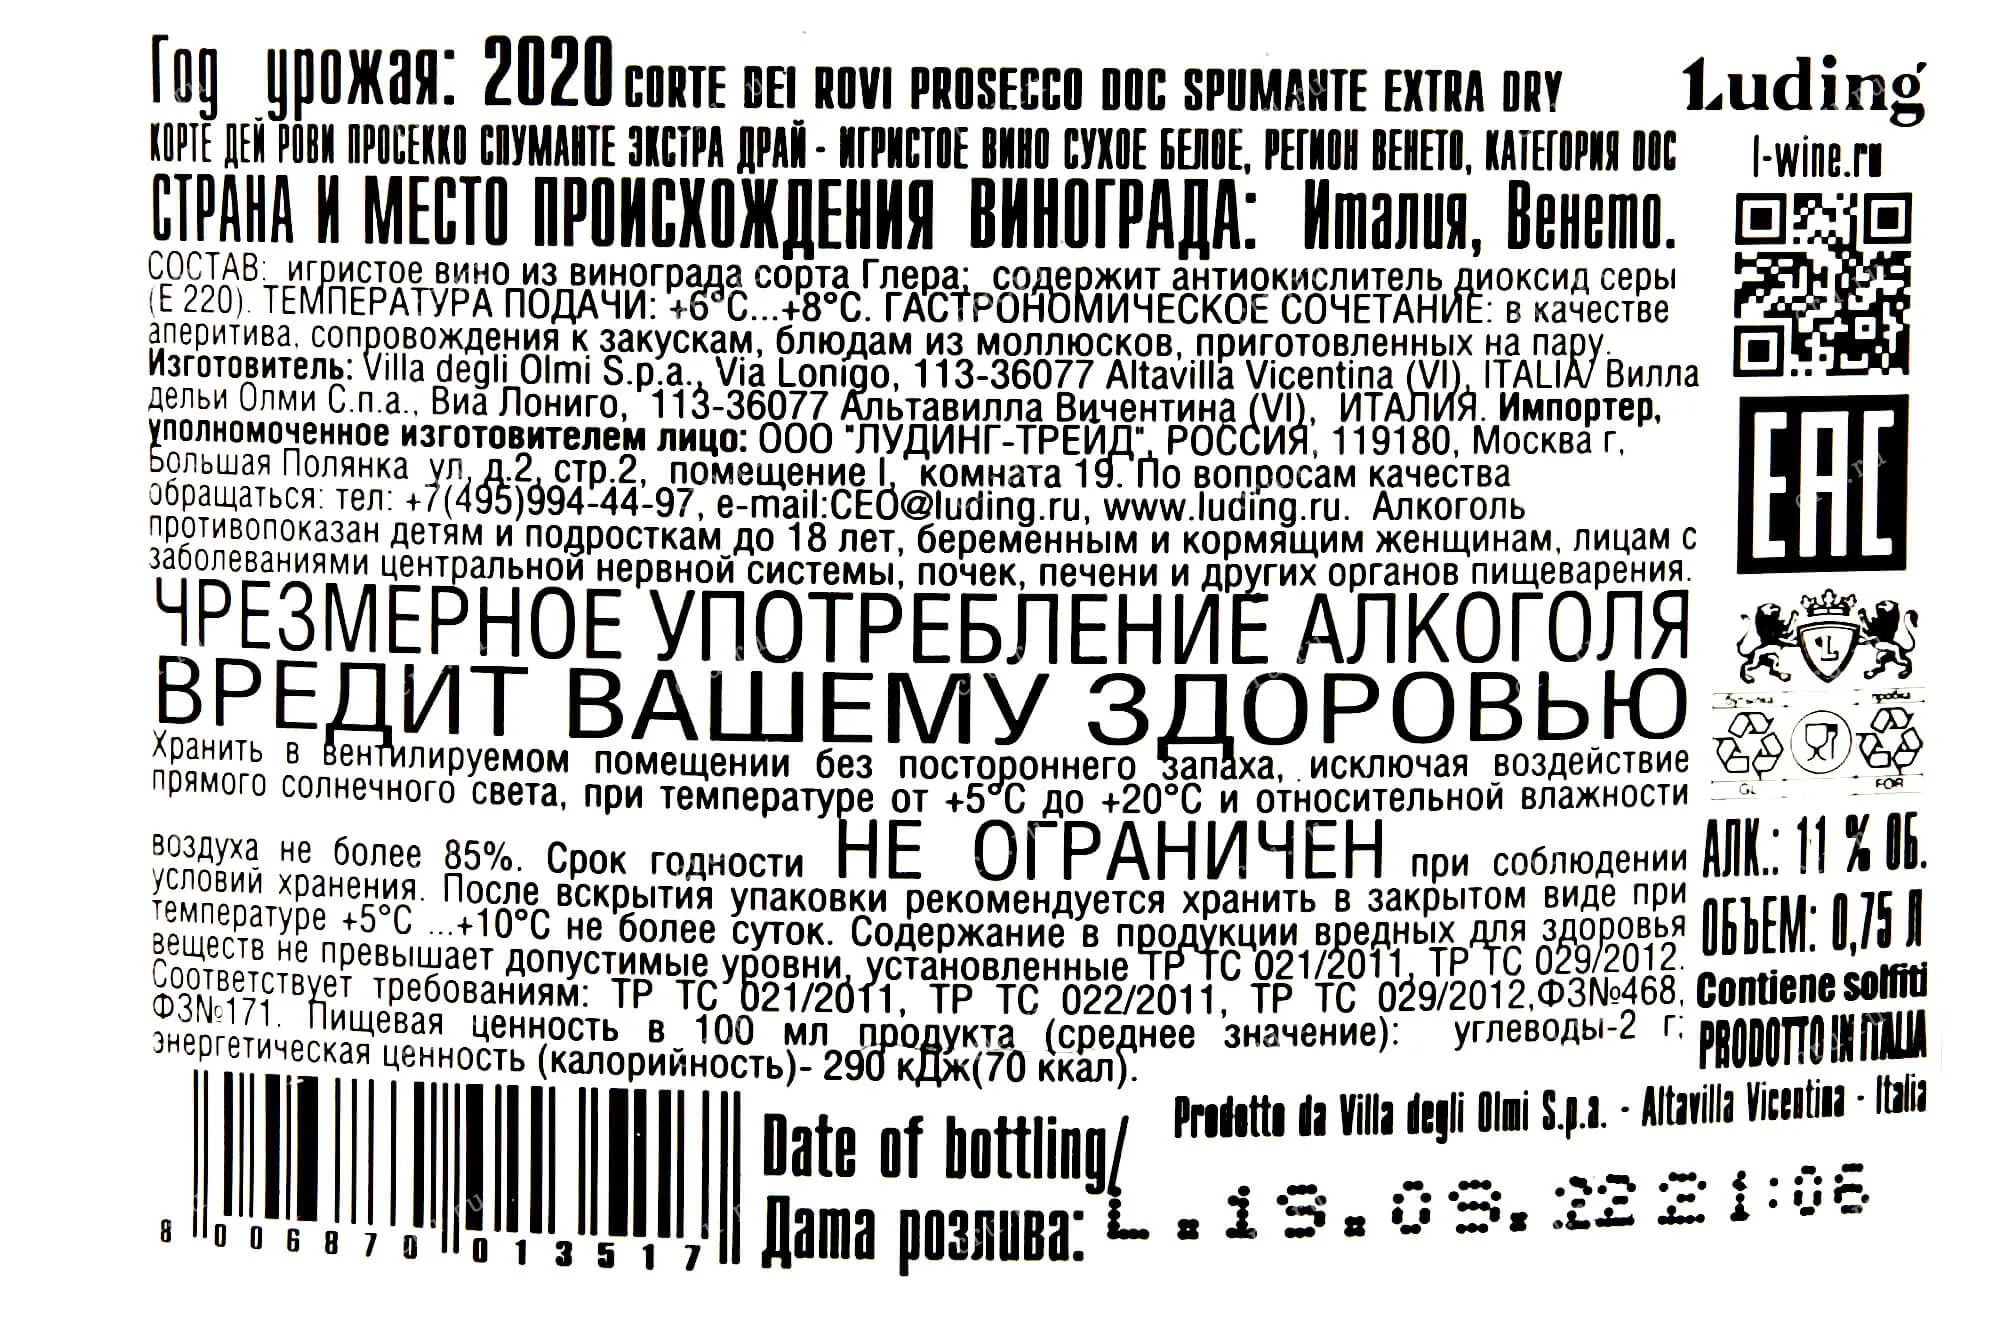 Год урожая: 2020 CORTE DEI ROVI PROSECCO DOC SPUMANTE EXTRA DRY
КОРТЕ ДЕЙ РОВИ ПРОСЕККО СПУМАНТЕ ЭКСТРА ДРАЙ - ИГРИСТОЕ ВИНО СУХОЕ БЕЛОЕ, РЕГИОН ВЕНЕТО, КАТЕГОРИЯ DOC
СТРАНА И МЕСТО ПРОИСХОЖДЕНИЯ ВИНОГРАДА: Италия, Венето.
СОСТАВ: игристое вино из винограда сорта Глера; содержит антиокислитель диоксид серы
(Е 220). ТЕМПЕРАТУРА ПОДАЧИ: +6°С...+8°С. ГАСТРОНОМИЧЕСКОЕ СОЧЕТАНИЕ: в качестве
аперитива, сопровождения к закускам, блюдам из моллюсков, приготовленных на пару.
Изготовитель: Villa degli Olmi S.p.a., Via Lonigo, 113-36077 Altavilla Vicentina (VI), ITALIA/ Вилла
дельи Олми С.п.а., Виа Лониго, 113-36077 Альтавилла Вичентина (VI), ИТАЛИЯ. Импортер,
уполномоченное изготовителем лицо: ООО "ЛУДИНГ-ТРЕЙД", РОССИЯ, 119180, Москва г,
Большая Полянка ул, д.2, стр.2, помещение I, комната 19. По вопросам качества
обращаться: тел: +7(495)994-44-97, e-mail:CEO@luding.ru, www.luding.ru. Алкоголь
противопоказан детям и подросткам до 18 лет, беременным и кормящим женщинам, лицам с
заболеваниями центральной нервной системы, почек, печени и других органов пищеварения.
ЧРЕЗМЕРНОЕ УПОТРЕБЛЕНИЕ АЛКОГОЛЯ
ВРЕДИТ ВАШЕМУ ЗДОРОВЬЮ
Хранить в вентилируемом помещении без постороннего запаха, исключая воздействие
прямого солнечного света, при температуре от +5°С до +20°С и относительной влажности
воздуха не более 85%. Срок годности НЕ ОГРАНИЧЕН при соблюдении
условий хранения. После вскрытия упаковки рекомендуется хранить в закрытом виде при
температуре +5°С ...+10°С не более суток. Содержание в продукции вредных для здоровья
веществ не превышает допустимые уровни, установленные ТР ТС 021/2011, ТР ТС 029/2012.
Соответствует требованиям: ТР ТС 021/2011, ТР ТС 022/2011, ТР ТС 029/2012,ФЗ№468,
ФЗ№171. Пищевая ценность в 100 мл продукта (среднее значение): углеводы-2 г;
энергетическая ценность (калорийность)- 290 кДж(70 ккал).
8 006870 013517
Date of bottling/
Дата розлива:
Luding
l-wine.ru
EAC
L
бутылка пробка
GL FOR
АЛК.: 11 % ОБ.
ОБЪЕМ: 0,75 Л
Contiene solfiti
PRODOTTO IN ITALIA
Prodotto da Villa degli Olmi S.p.a. - Altavilla Vicentina - Italia
L.19.09.22 21:06